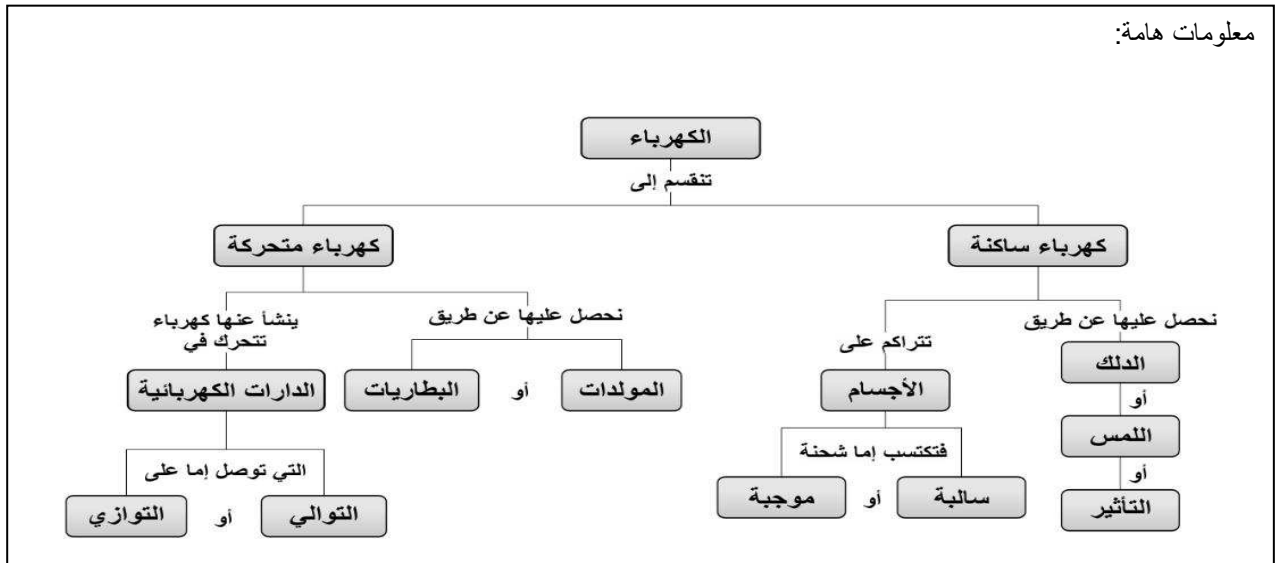 معلومات هامة:
الكهرباء
تنقسم إلى
كهرباء ساكنة
كهرباء متحركة
نحصل عليها عن طريق
الدلك
أو
اللمس
أو
التأثير
تتراكم على
الأجسام
فتكتسب إما شحنة
سالبة أو موجبة
نحصل عليها عن طريق
المولدات أو البطاريات
ينشأ عنها كهرباء
تتحرك في
الدارات الكهربائية
التي توصل إما على
التوالي أو التوازي